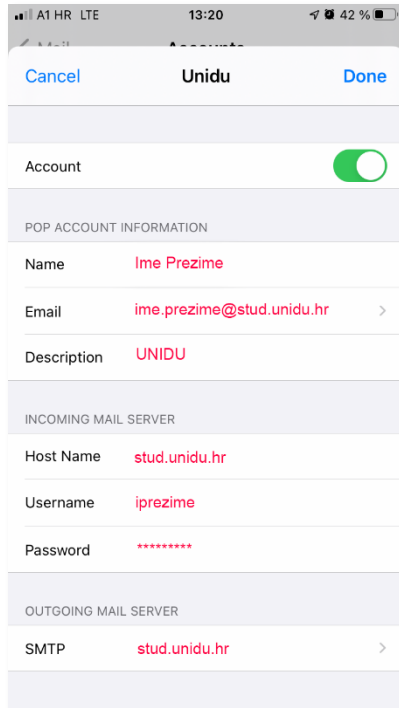 A1 HR LTE 13:20 42 %
Mail Accounts
Cancel Unidu Done
Account
POP ACCOUNT INFORMATION
Name Ime Prezime
Email ime.prezime@stud.unidu.hr
Description UNIDU
INCOMING MAIL SERVER
Host Name stud.unidu.hr
Username iprezime
Password *********
OUTGOING MAIL SERVER
SMTP stud.unidu.hr